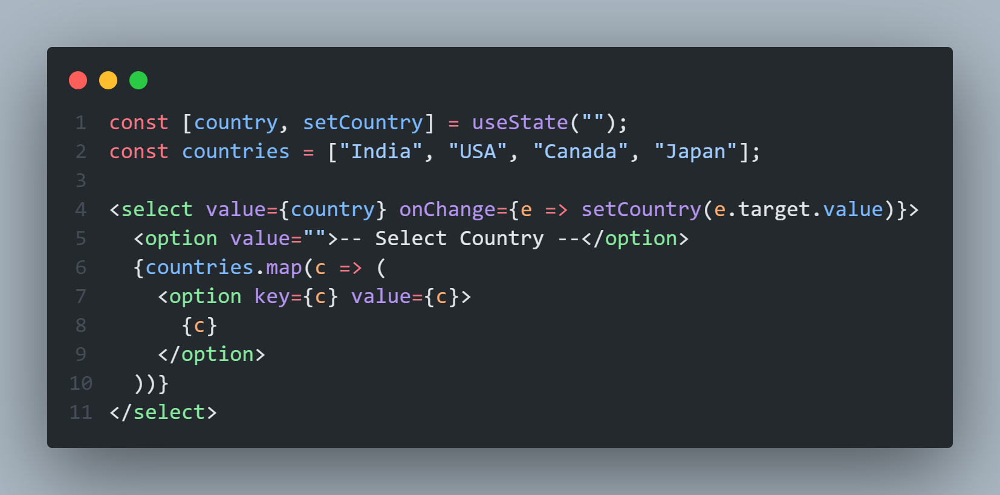 1 const [country, setCountry] = useState("");
2 const countries = ["India", "USA", "Canada", "Japan"];
3
4 <select value={country} onChange={e => setCountry(e.target.value)}>
5   <option value="">-- Select Country --</option>
6   {countries.map(c => (
7     <option key={c} value={c}>
8       {c}
9     </option>
10   ))}
11 </select>